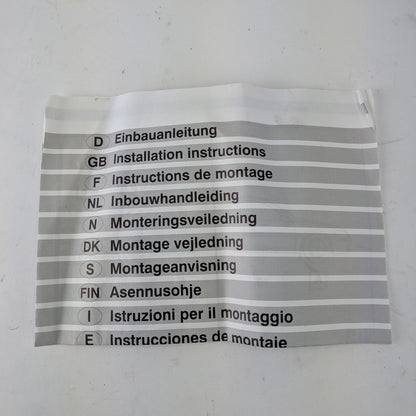 D Einbauanleitung
GB Installation instructions
F Instructions de montage
NL Inbouwhandleiding
N Monteringsveiledning
DK Montage vejledning
S Montageanvisning
FIN Asennusohje
I Istruzioni per il montaggio
E Instrucciones de montaie